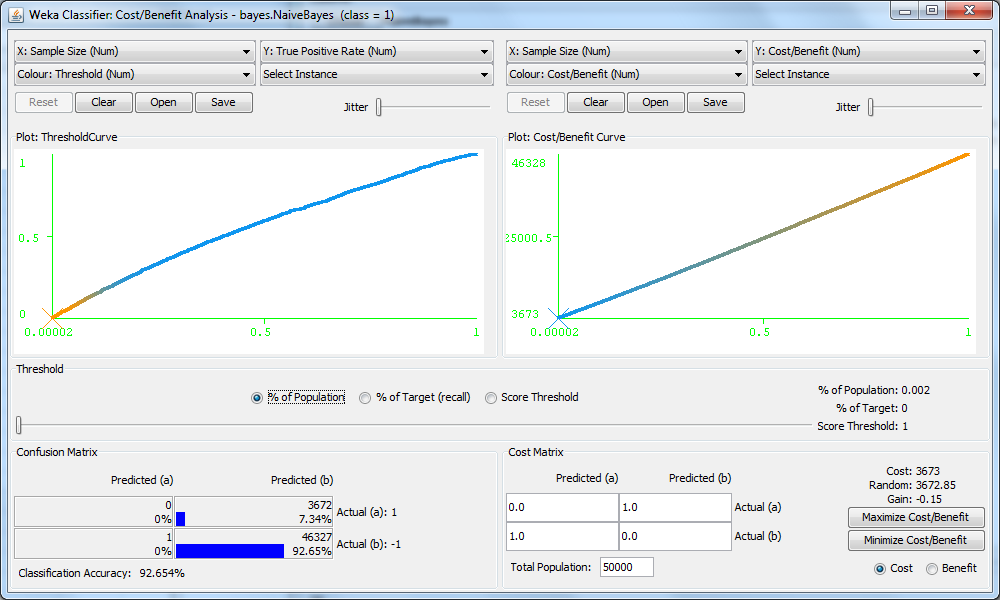 Weka Classifier: Cost/Benefit Analysis - bayes.NaiveBayes (class = 1)
X: Sample Size (Num)
Y: True Positive Rate (Num)
X: Sample Size (Num)
Y: Cost/Benefit (Num)
Colour: Threshold (Num)
Select Instance
Colour: Cost/Benefit (Num)
Select Instance
Reset
Clear
Open
Save
Jitter
Reset
Clear
Open
Save
Jitter
Plot: ThresholdCurve
1
0.5
0
0.00002
0.5
1
Plot: Cost/Benefit Curve
46328
25000.5
3673
0.00002
0.5
1
Threshold
% of Population
% of Target (recall)
Score Threshold
% of Population: 0.002
% of Target: 0
Score Threshold: 1
Confusion Matrix
Predicted (a)
Predicted (b)
0
0%
3672
7.34%
Actual (a): 1
1
0%
46327
92.65%
Actual (b): -1
Classification Accuracy: 92.654%
Cost Matrix
Predicted (a)
Predicted (b)
0.0
1.0
Actual (a)
1.0
0.0
Actual (b)
Total Population: 50000
Cost: 3673
Random: 3672.85
Gain: -0.15
Maximize Cost/Benefit
Minimize Cost/Benefit
Cost
Benefit